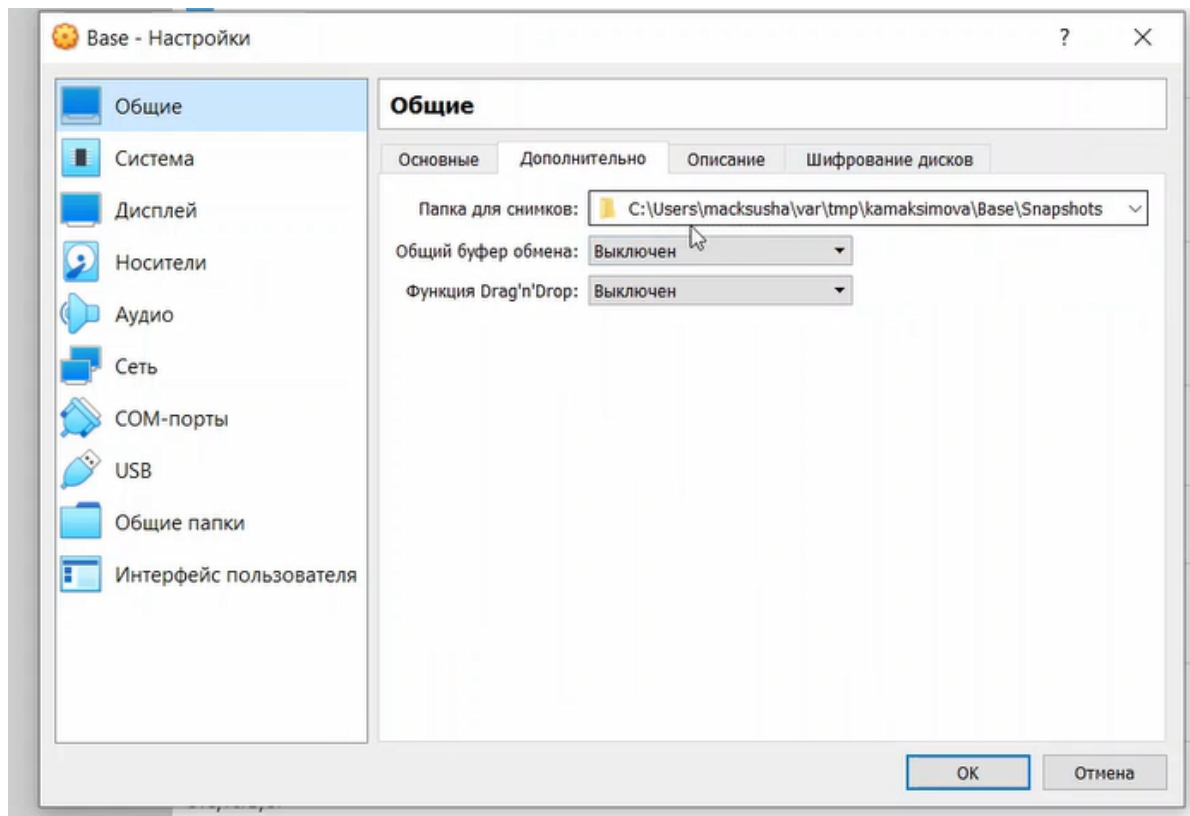 Base - Настройки
?
Общие
Система
Дисплей
Носители
Аудио
Сеть
COM-порты
USB
Общие папки
Интерфейс пользователя
Общие
Основные Дополнительно Описание Шифрование дисков
Папка для снимков: C:\Users\macksusha\var\tmp\kamaksimova\Base\Snapshots
Общий буфер обмена: Выключен
Функция Drag'n'Drop: Выключен
OK Отмена